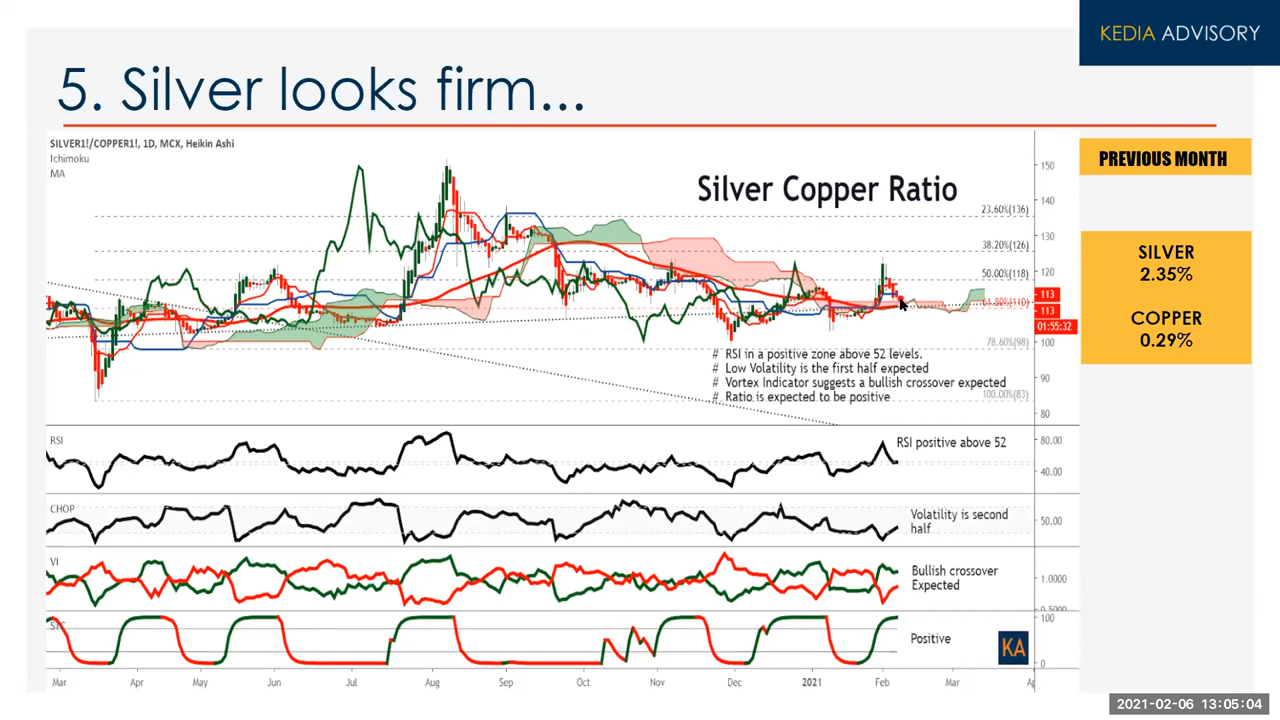 KEDIA ADVISORY
5. Silver looks firm...
SILVER1!/COPPER1!, 1D, MCX, Heikin Ashi
Ichimoku
MA
Silver Copper Ratio
PREVIOUS MONTH
SILVER
2.35%
COPPER
0.29%
150
140
130
120
113
113
01:55:32
100
90
80
23.60%(136)
38.20%(126)
50.00%(118)
61.80%(110)
78.60%(98)
100.00%(83)
# RSI in a positive zone above 52 levels.
# Low Volatility is the first half expected
# Vortex Indicator suggests a bullish crossover expected
# Ratio is expected to be positive
RSI
RSI positive above 52
80.00
40.00
CHOP
Volatility is second
half
50.00
VI
Bullish crossover
Expected
1.0000
0.5000
STC
Positive
KA
100
0
Mar Apr May Jun Jul Aug Sep Oct Nov Dec 2021 Feb Mar
2021-02-06 13:05:04